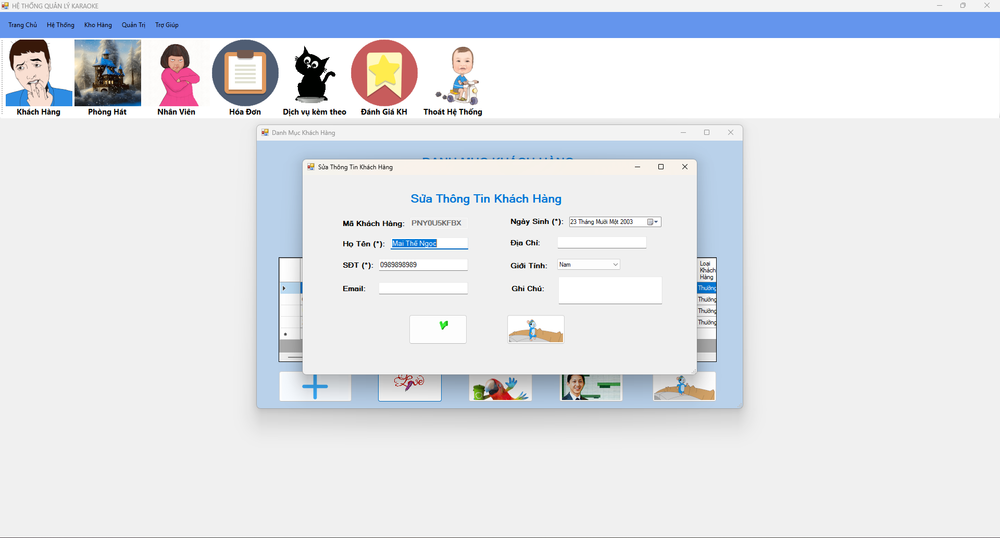 HỆ THỐNG QUẢN LÝ KARAOKE
Trang Chủ Hệ Thống Kho Hàng Quản Trị Trợ Giúp
Khách Hàng Phòng Hát Nhân Viên Hóa Đơn Dịch vụ kèm theo Đánh Giá KH Thoát Hệ Thống
Danh Mục Khách Hàng
DANH MỤC KHÁCH HÀNG
Sửa Thông Tin Khách Hàng
Sửa Thông Tin Khách Hàng
Mã Khách Hàng: PNY0U5KFBX
Ngày Sinh (*): 23 Tháng Mười Một 2003
Họ Tên (*): Mai Thế Ngọc
Địa Chỉ:
SĐT (*): 0989898989
Giới Tính: Nam
Email:
Ghi Chú:
Loại
Khách
Hàng
Thường
Thường
Thường
Thường
Love